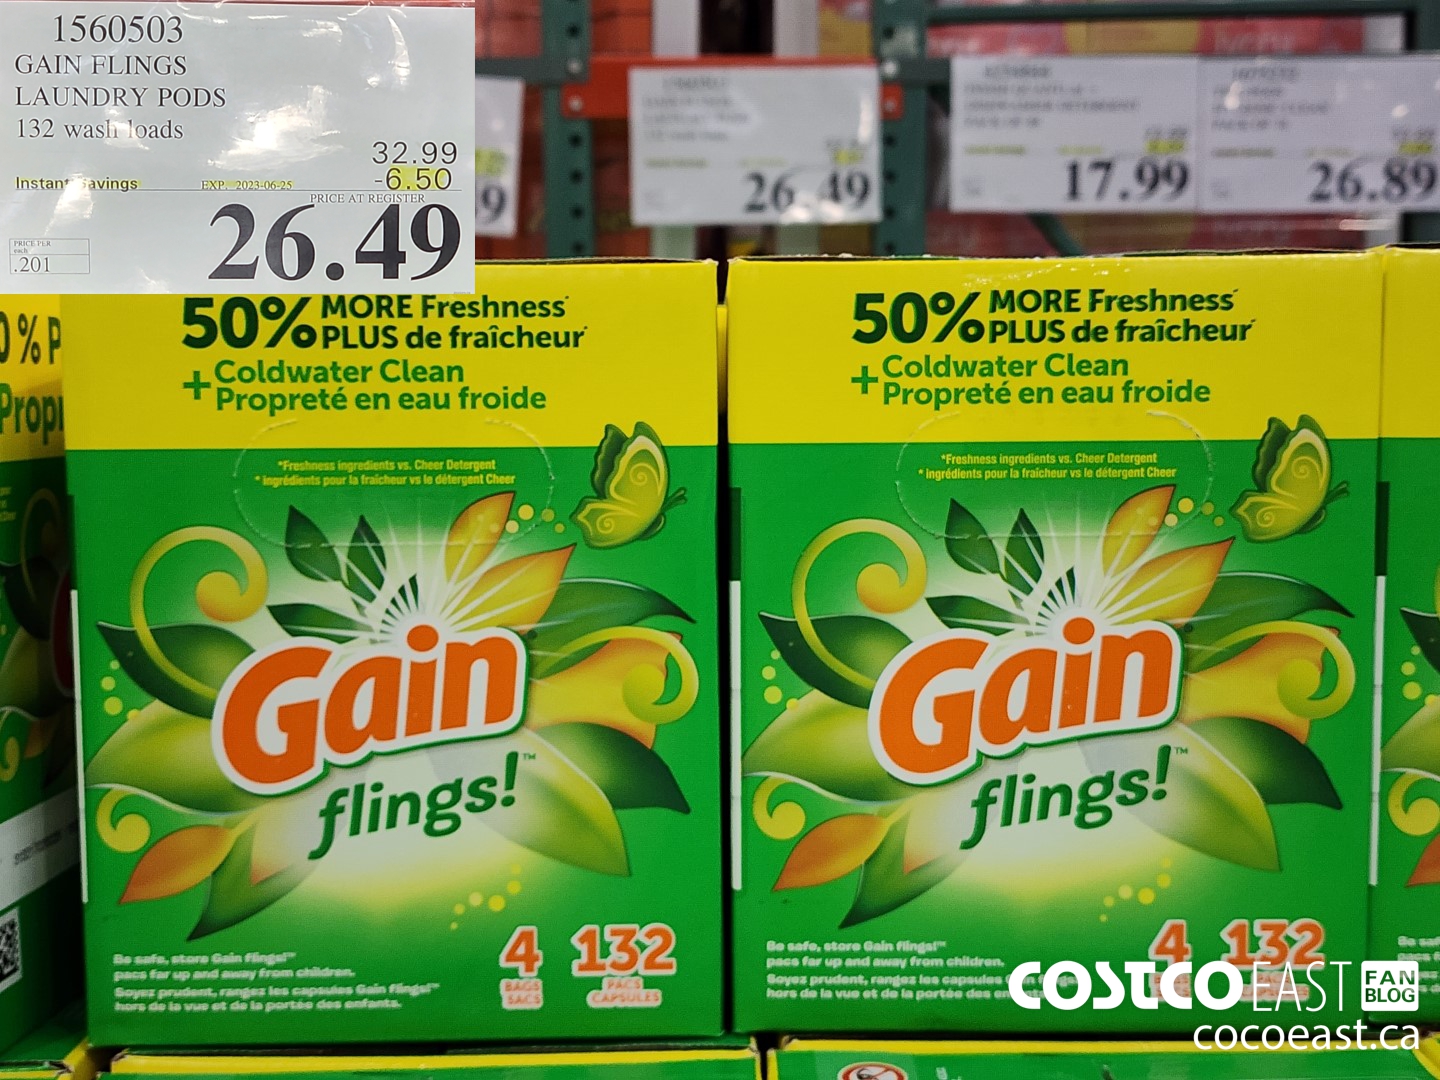 1560503
GAIN FLINGS
LAUNDRY PODS
132 wash loads
32.99
Instant Savings EXP. 2023-06-25 -6.50
PRICE AT REGISTER
26.49
PRICE PER
each
.201
26.49
17.99
26.89
50% MORE Freshness*
PLUS de fraîcheur*
+ Coldwater Clean
Propreté en eau froide
*Freshness ingredients vs. Cheer Detergent
* ingrédients pour la fraîcheur vs le détergent Cheer
Gain
flings!™
Be safe, store Gain flings!™
pacs far up and away from children.
Soyez prudent, rangez les capsules Gain flings!™
hors de la vue et de la portée des enfants.
4 BAGS SACS
132 PACS CAPSULES
50% MORE Freshness*
PLUS de fraîcheur*
+ Coldwater Clean
Propreté en eau froide
*Freshness ingredients vs. Cheer Detergent
* ingrédients pour la fraîcheur vs le détergent Cheer
Gain
flings!™
Be safe, store Gain flings!™
pacs far up and away from children.
Soyez prudent, rangez les capsules
hors de la vue et de la portée des
4
132
COSTCO EAST FAN BLOG
cocoeast.ca